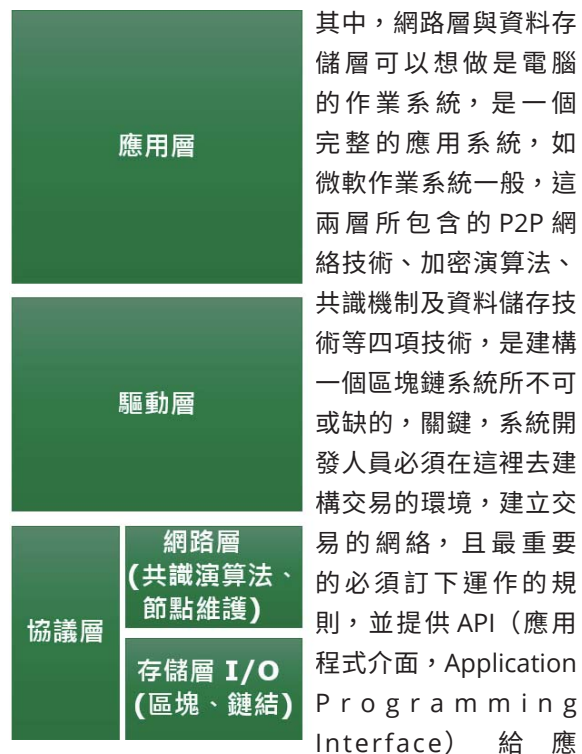 應用層
驅動層
協議層
網路層
(共識演算法、
節點維護)
存儲層 I/O
(區塊、鏈結)
其中，網路層與資料存
儲層可以想做是電腦
的作業系統，是一個
完整的應用系統，如
微軟作業系統一般，這
兩層所包含的 P2P 網
絡技術、加密演算法、
共識機制及資料儲存技
術等四項技術，是建構
一個區塊鏈系統所不可
或缺的，關鍵，系統開
發人員必須在這裡去建
構交易的環境，建立交
易的網絡，且最重要
的必須訂下運作的規
則，並提供 API（應用
程式介面，Application
Programming
Interface） 給 應